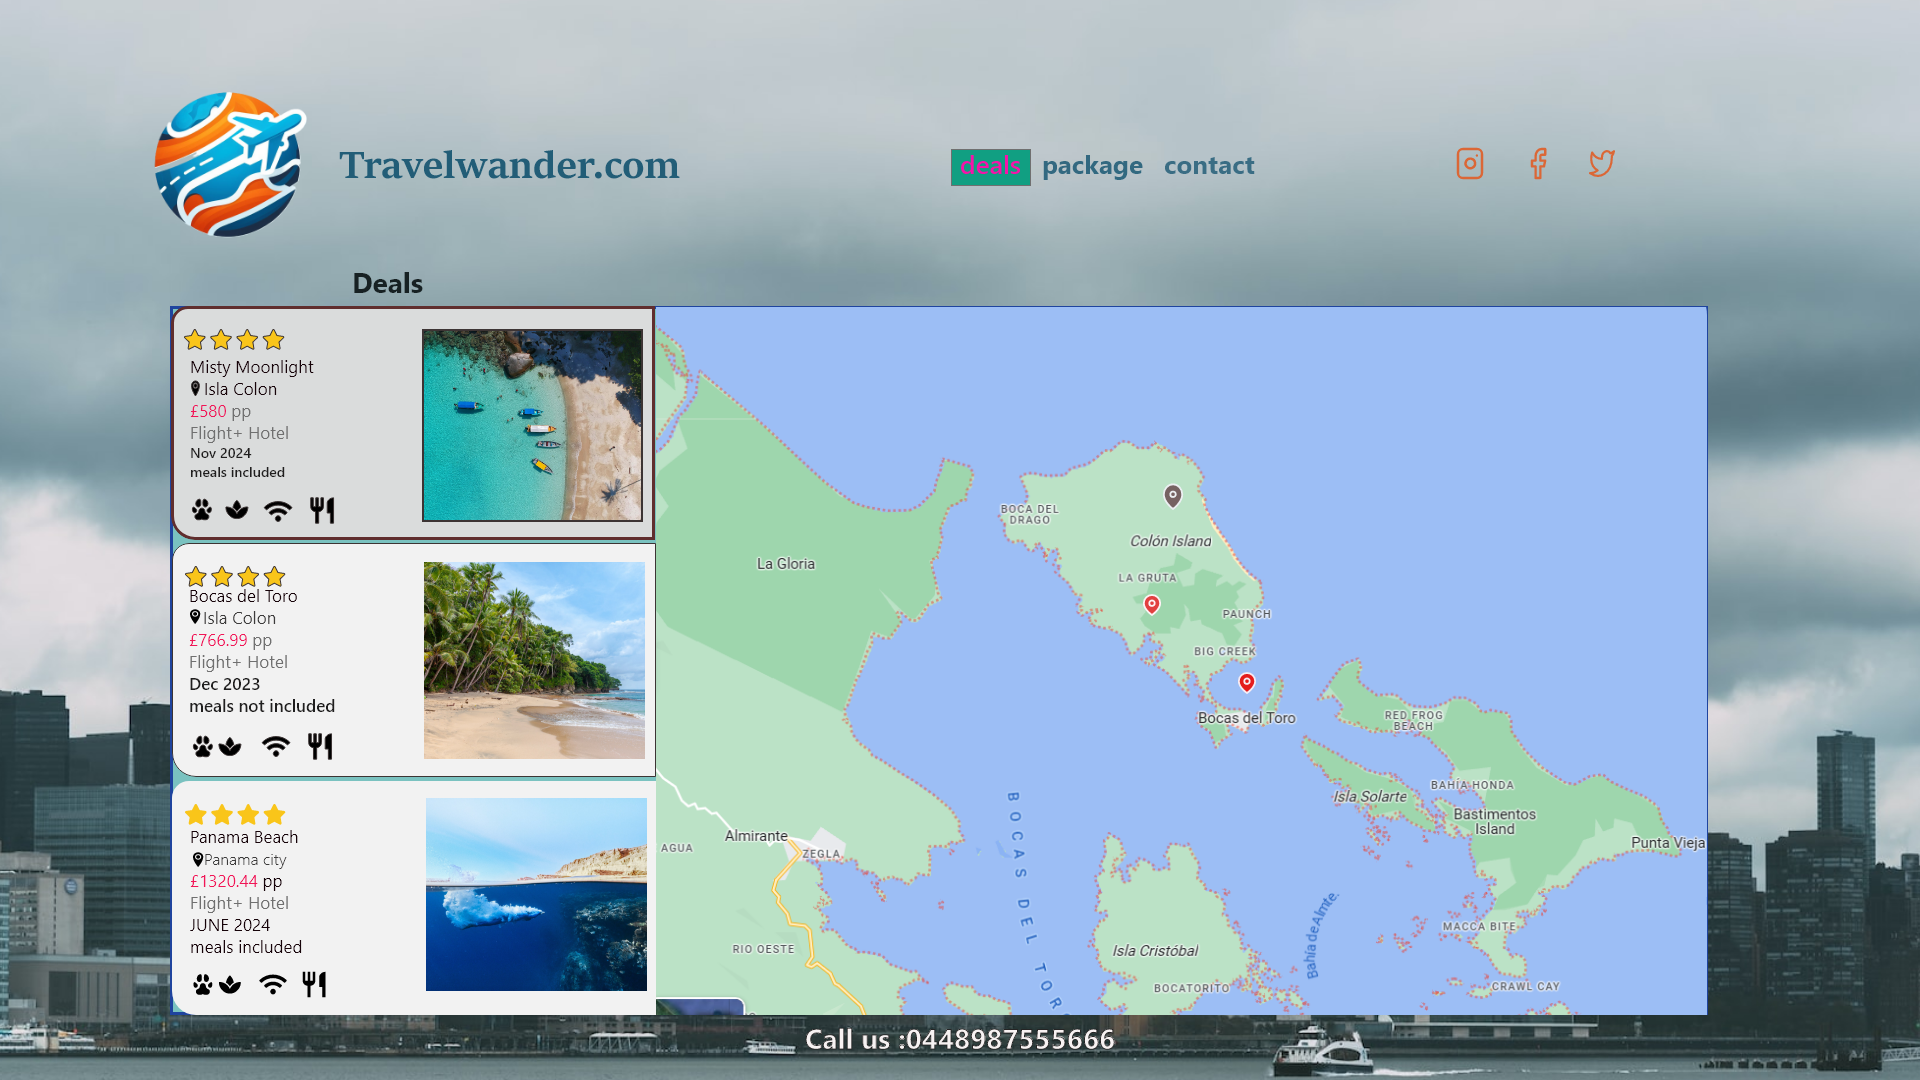 Travelwander.com
deals package contact
Deals
Misty Moonlight
Isla Colon
£580 pp
Flight+ Hotel
Nov 2024
meals included
Bocas del Toro
Isla Colon
£766.99 pp
Flight+ Hotel
Dec 2023
meals not included
Panama Beach
Panama city
£1320.44 pp
Flight+ Hotel
JUNE 2024
meals included
BOCA DEL
DRAGO
Colón Island
La Gloria
LA GRUTA
PAUNCH
BIG CREEK
Bocas del Toro
RED FROG
BEACH
BAHÍA HONDA
Isla Solarte
Bastimentos
Island
Punta Vieja
Almirante
AGUA
ZEGLA
BOCAS DEL TORO
Bahía de Almte.
MACCA BITE
RIO OESTE
Isla Cristóbal
BOCATORITO
CRAWL CAY
Call us :0448987555666